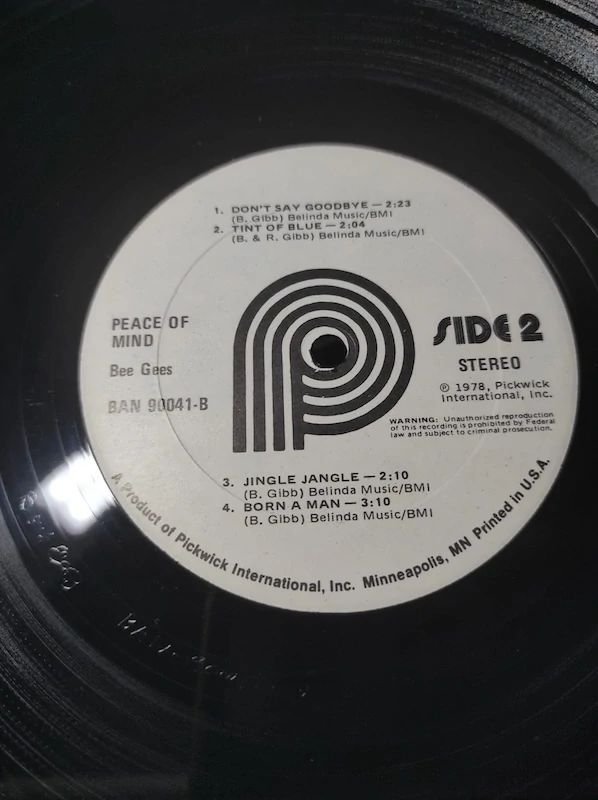 1. DON'T SAY GOODBYE — 2:23
(B. Gibb) Belinda Music/BMI
2. TINT OF BLUE — 2:04
(B. & R. Gibb) Belinda Music/BMI
PEACE OF
MIND
Bee Gees
BAN 90041-B
SIDE 2
STEREO
℗ 1978, Pickwick
International, Inc.
WARNING: Unauthorized reproduction
of this recording is prohibited by Federal
law and subject to criminal prosecution.
3. JINGLE JANGLE — 2:10
(B. Gibb) Belinda Music/BMI
4. BORN A MAN — 3:10
(B. Gibb) Belinda Music/BMI
A Product of Pickwick International, Inc. Minneapolis, MN Printed in U.S.A.